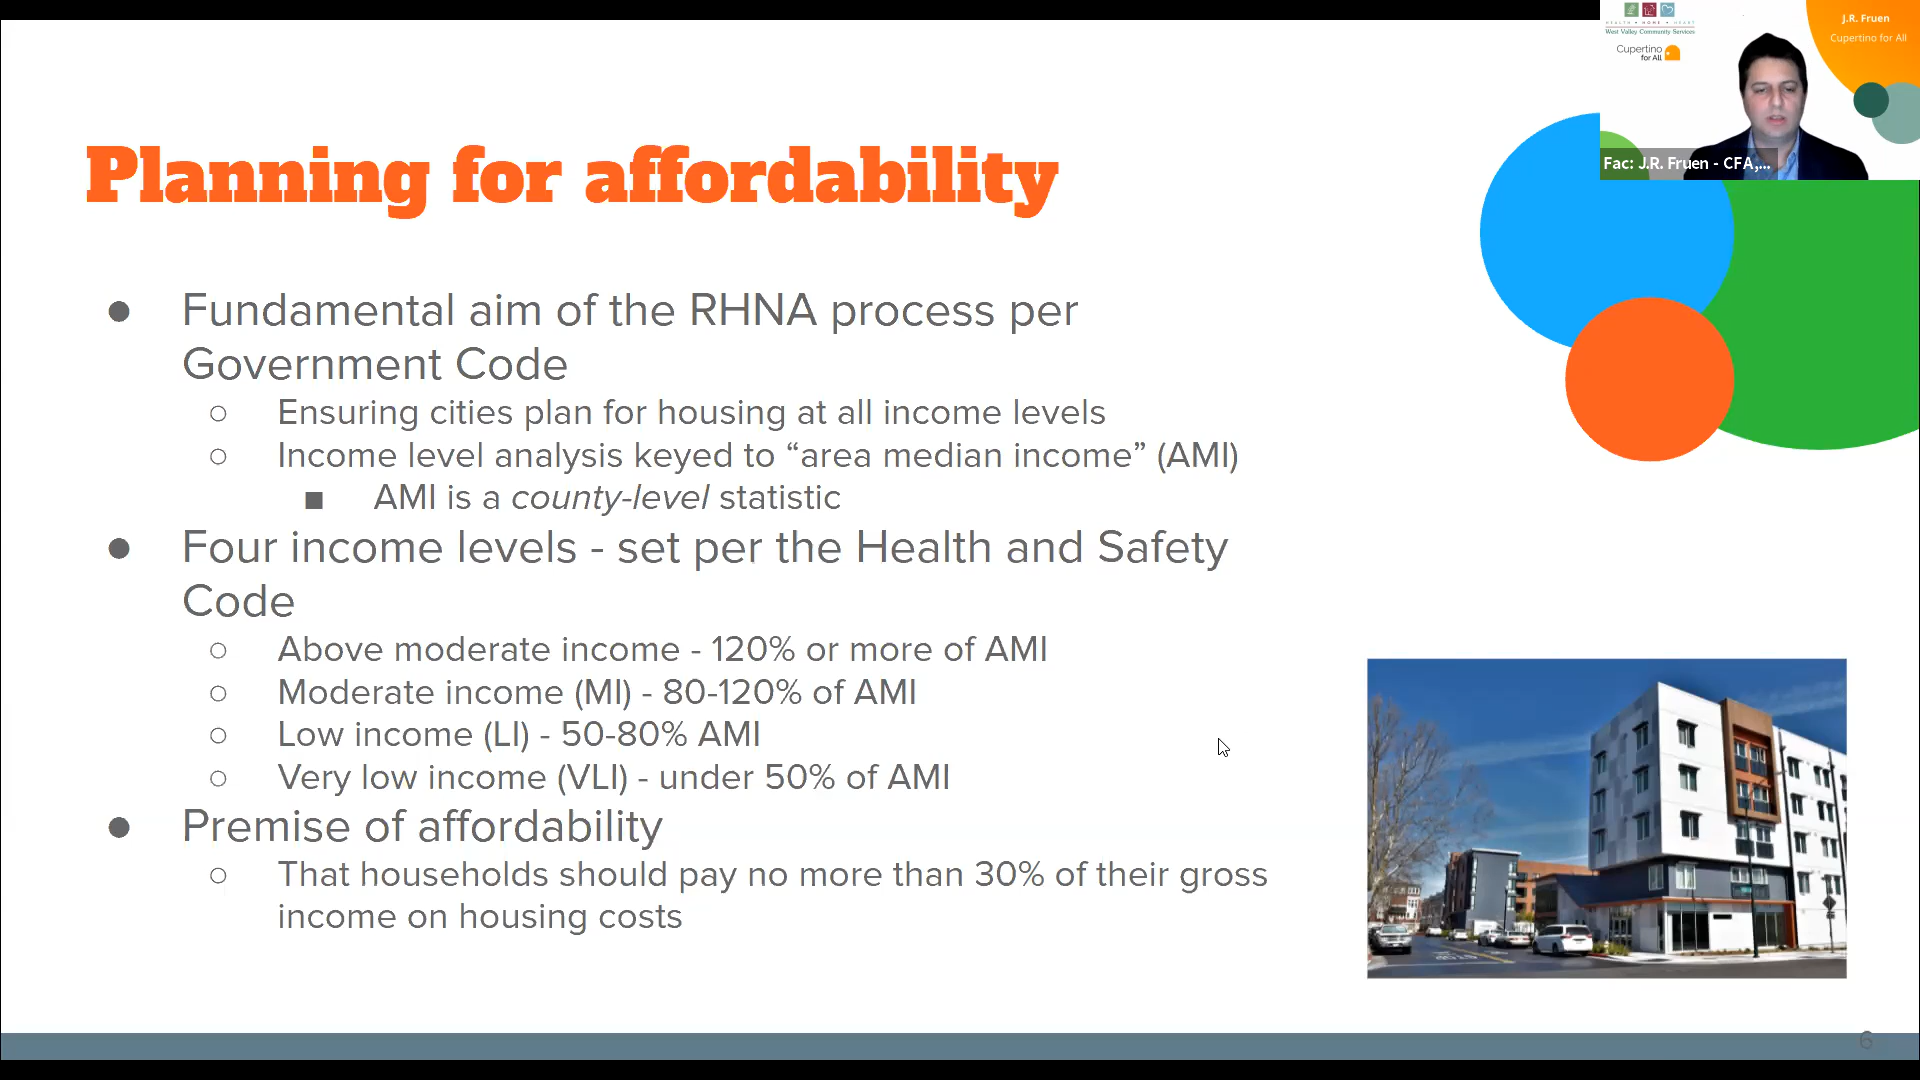 HEALTH • HOME • HEART
West Valley Community Services
Cupertino
for All
J.R. Fruen
Cupertino for All
Fac: J.R. Fruen - CFA,...
Planning for affordability
● Fundamental aim of the RHNA process per
Government Code
○ Ensuring cities plan for housing at all income levels
○ Income level analysis keyed to “area median income” (AMI)
■ AMI is a county-level statistic
● Four income levels - set per the Health and Safety
Code
○ Above moderate income - 120% or more of AMI
○ Moderate income (MI) - 80-120% of AMI
○ Low income (LI) - 50-80% AMI
○ Very low income (VLI) - under 50% of AMI
● Premise of affordability
○ That households should pay no more than 30% of their gross
income on housing costs
STOP
6